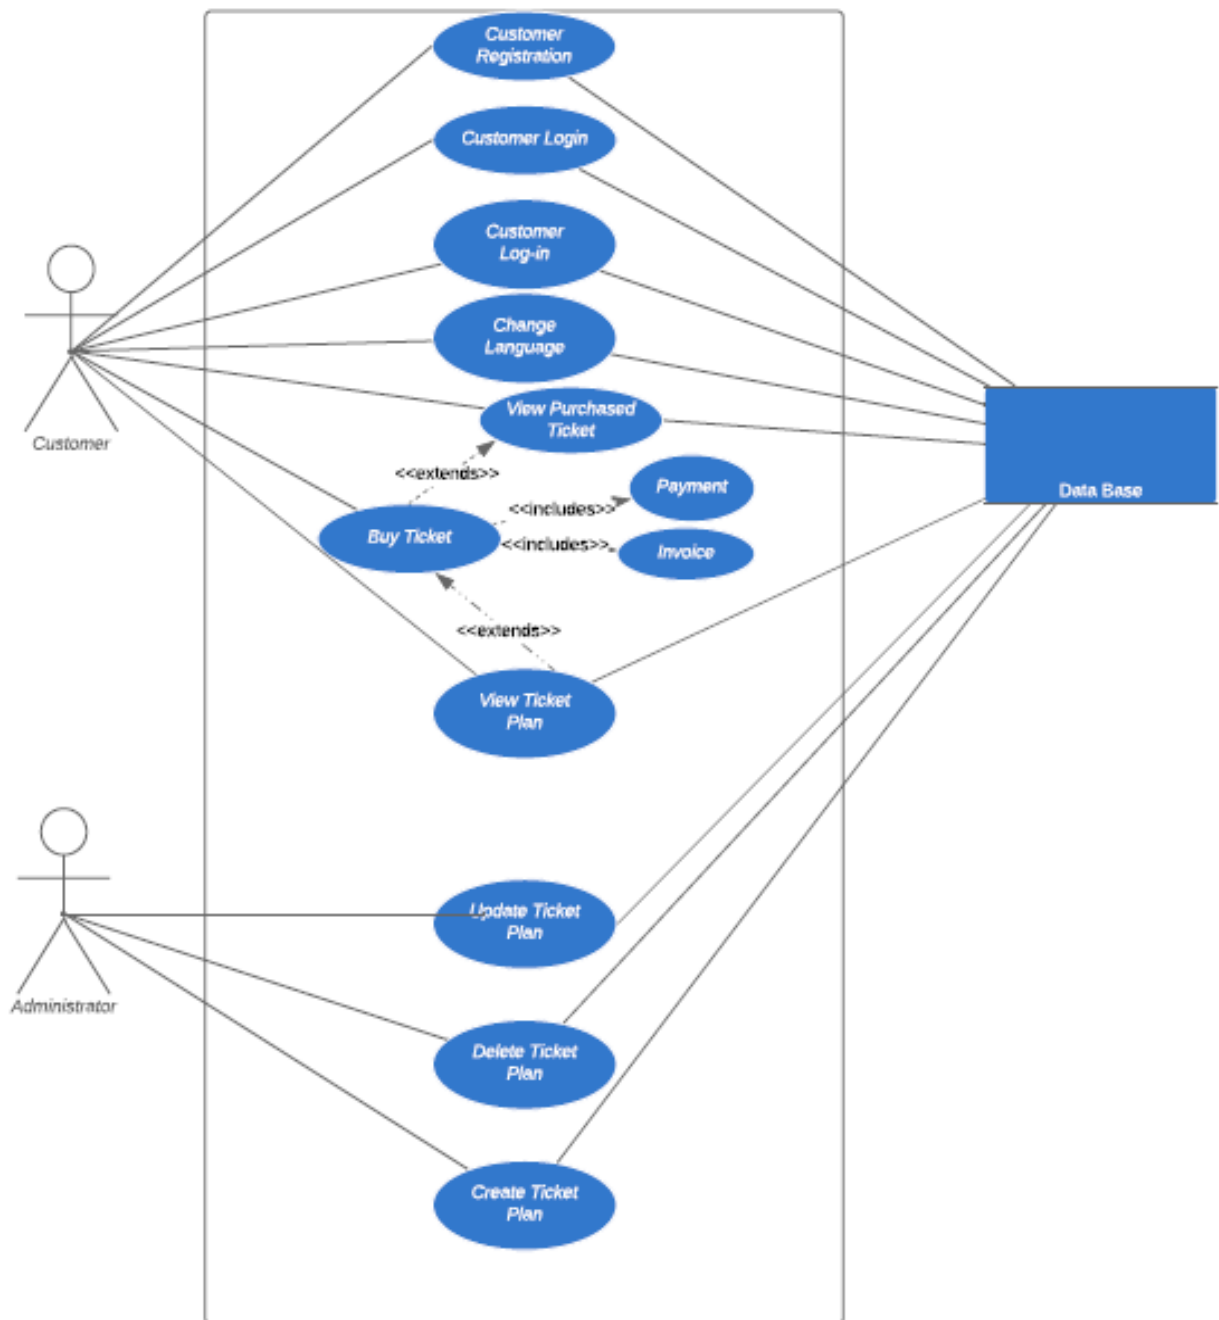 Customer
Registration
Customer Login
Customer
Log-in
Change
Language
Customer
View Purchased
Ticket
<<extends>>
Payment
Data Base
<<includes>>
Buy Ticket
<<includes>>
Invoice
<<extends>>
View Ticket
Plan
Update Ticket
Plan
Administrator
Delete Ticket
Plan
Create Ticket
Plan